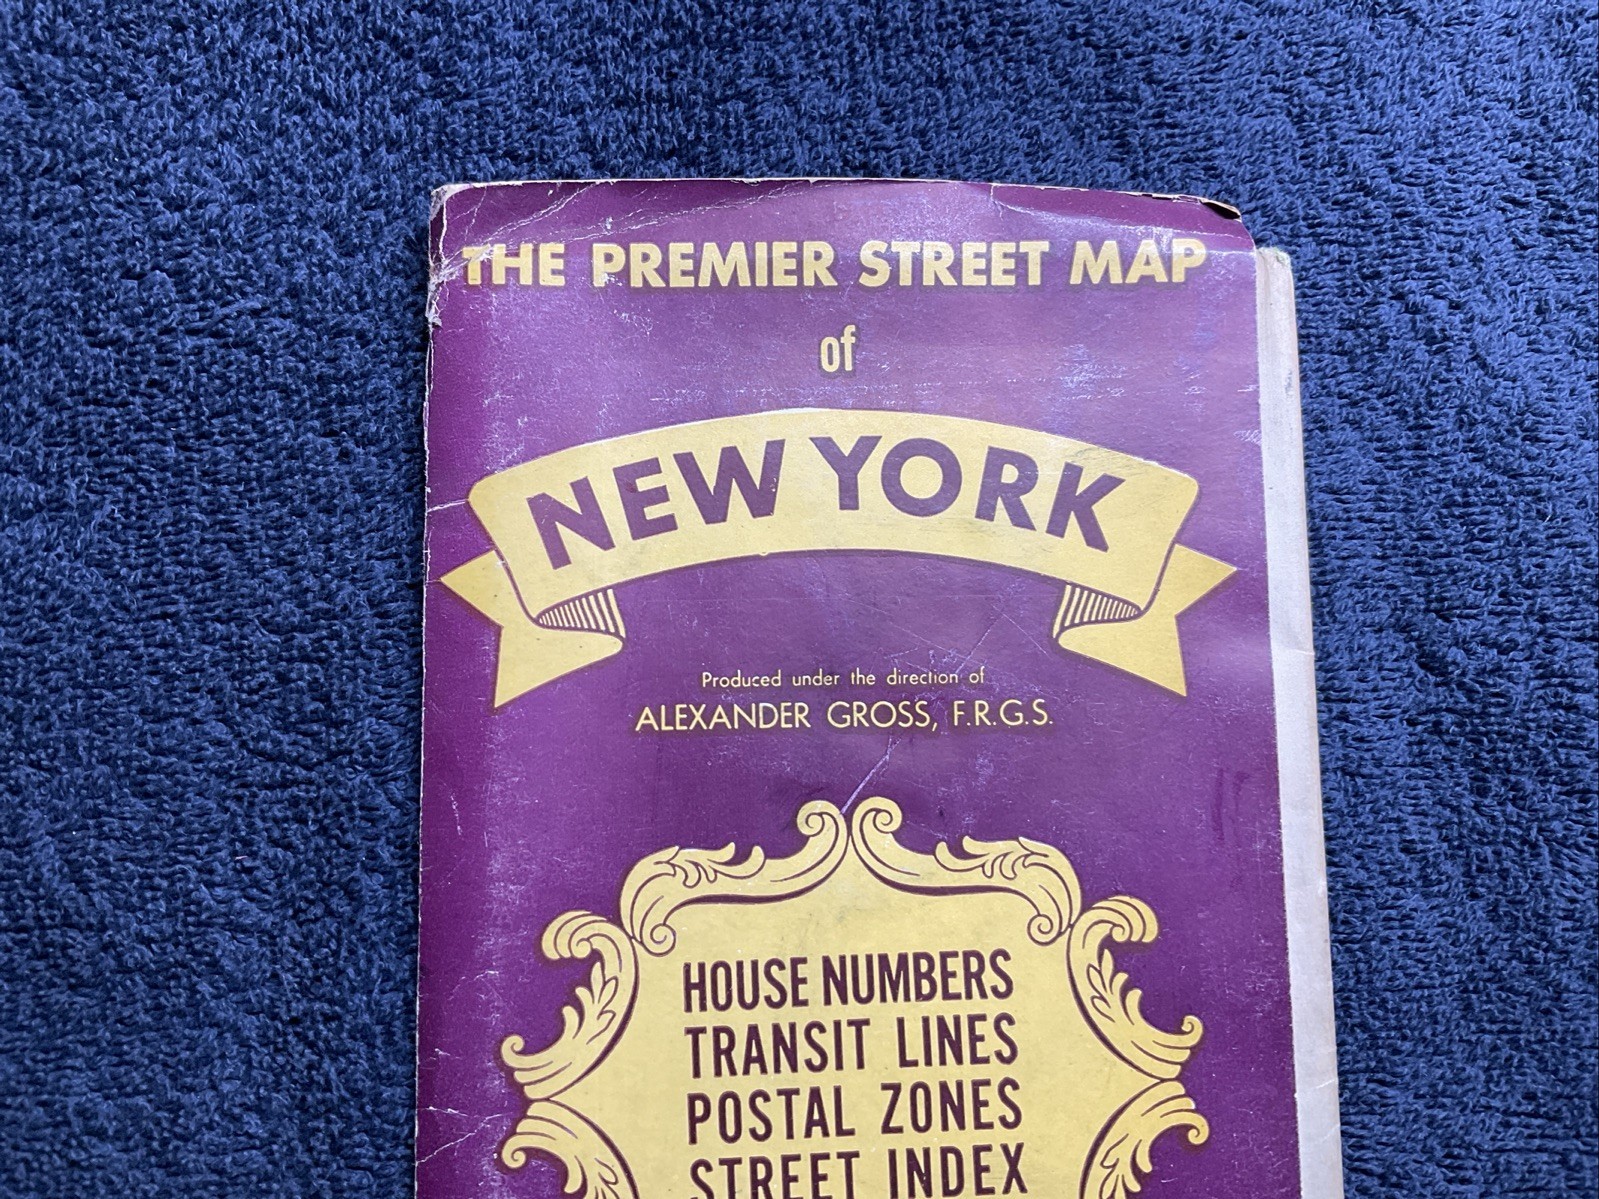 THE PREMIER STREET MAP
of
NEW YORK
Produced under the direction of
ALEXANDER GROSS, F.R.G.S.
HOUSE NUMBERS
TRANSIT LINES
POSTAL ZONES
STREET INDEX